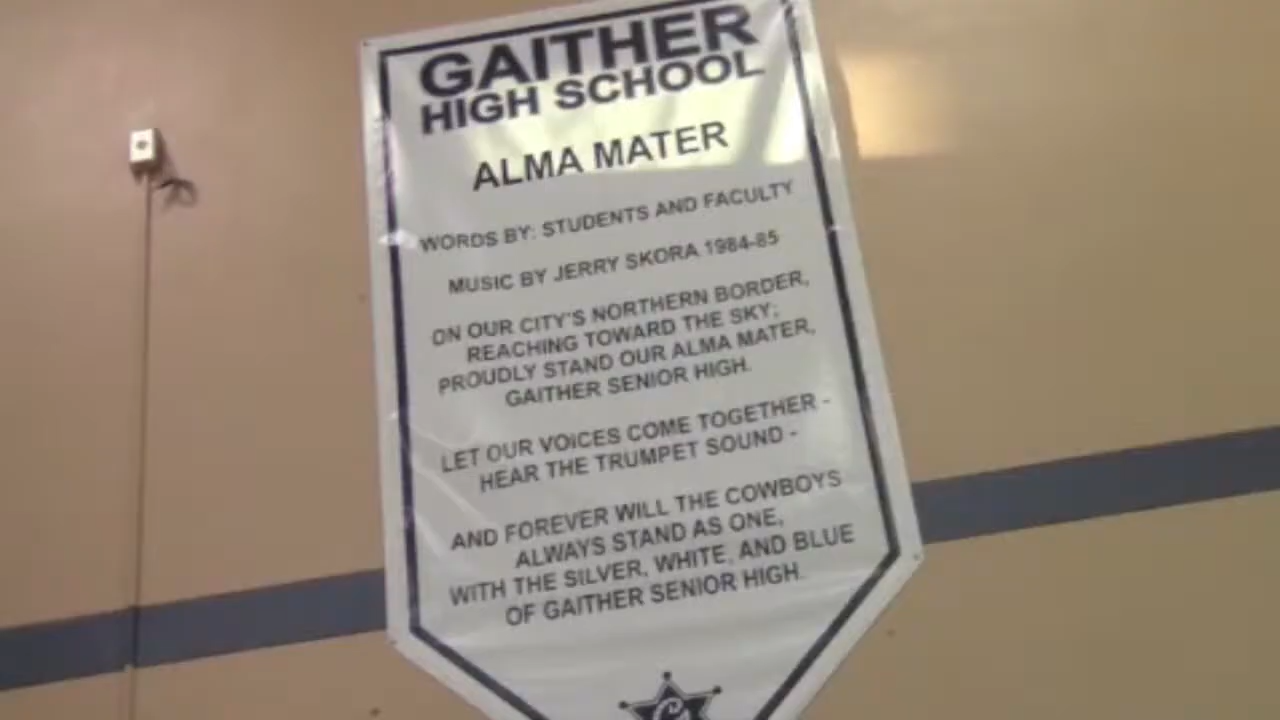 GAITHER
HIGH SCHOOL
ALMA MATER
WORDS BY: STUDENTS AND FACULTY
MUSIC BY JERRY SKORA 1984-85
ON OUR CITY'S NORTHERN BORDER,
REACHING TOWARD THE SKY;
PROUDLY STAND OUR ALMA MATER,
GAITHER SENIOR HIGH.
LET OUR VOICES COME TOGETHER -
HEAR THE TRUMPET SOUND -
AND FOREVER WILL THE COWBOYS
ALWAYS STAND AS ONE,
WITH THE SILVER, WHITE, AND BLUE
OF GAITHER SENIOR HIGH.